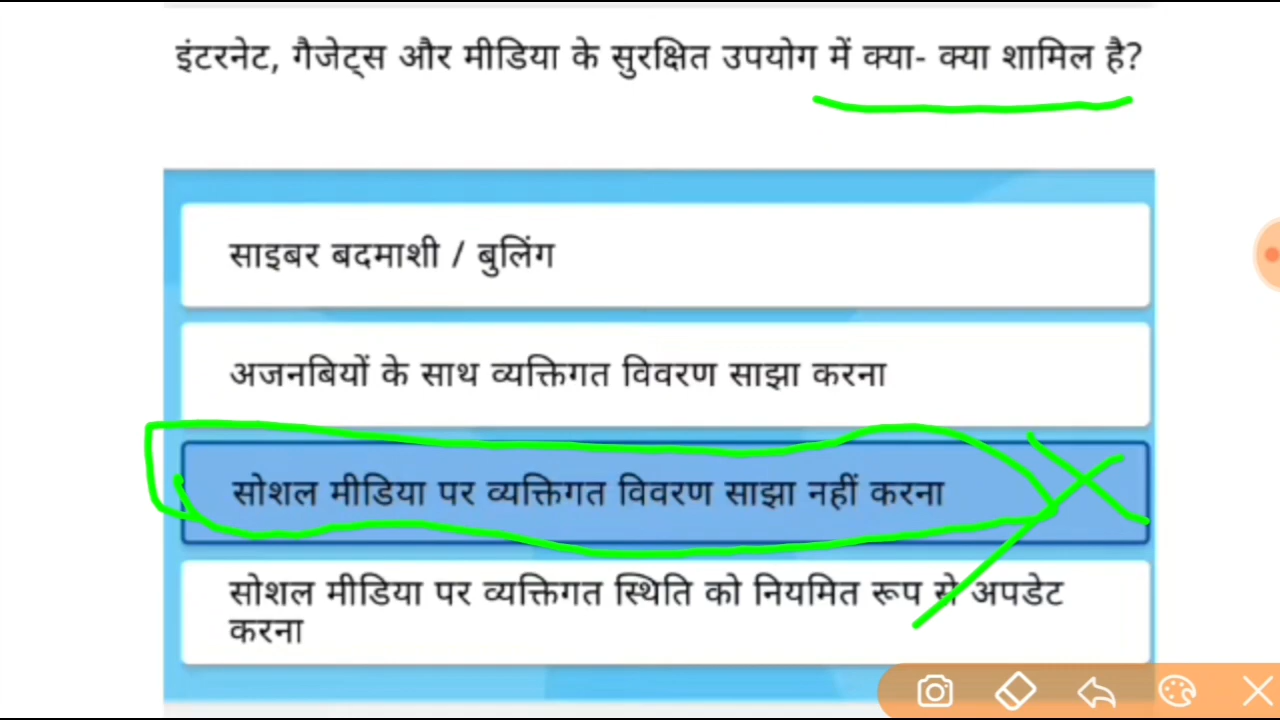 इंटरनेट, गैजेट्स और मीडिया के सुरक्षित उपयोग में क्या- क्या शामिल है?
साइबर बदमाशी / बुलिंग
अजनबियों के साथ व्यक्तिगत विवरण साझा करना
सोशल मीडिया पर व्यक्तिगत विवरण साझा नहीं करना
सोशल मीडिया पर व्यक्तिगत स्थिति को नियमित रूप से अपडेट
करना